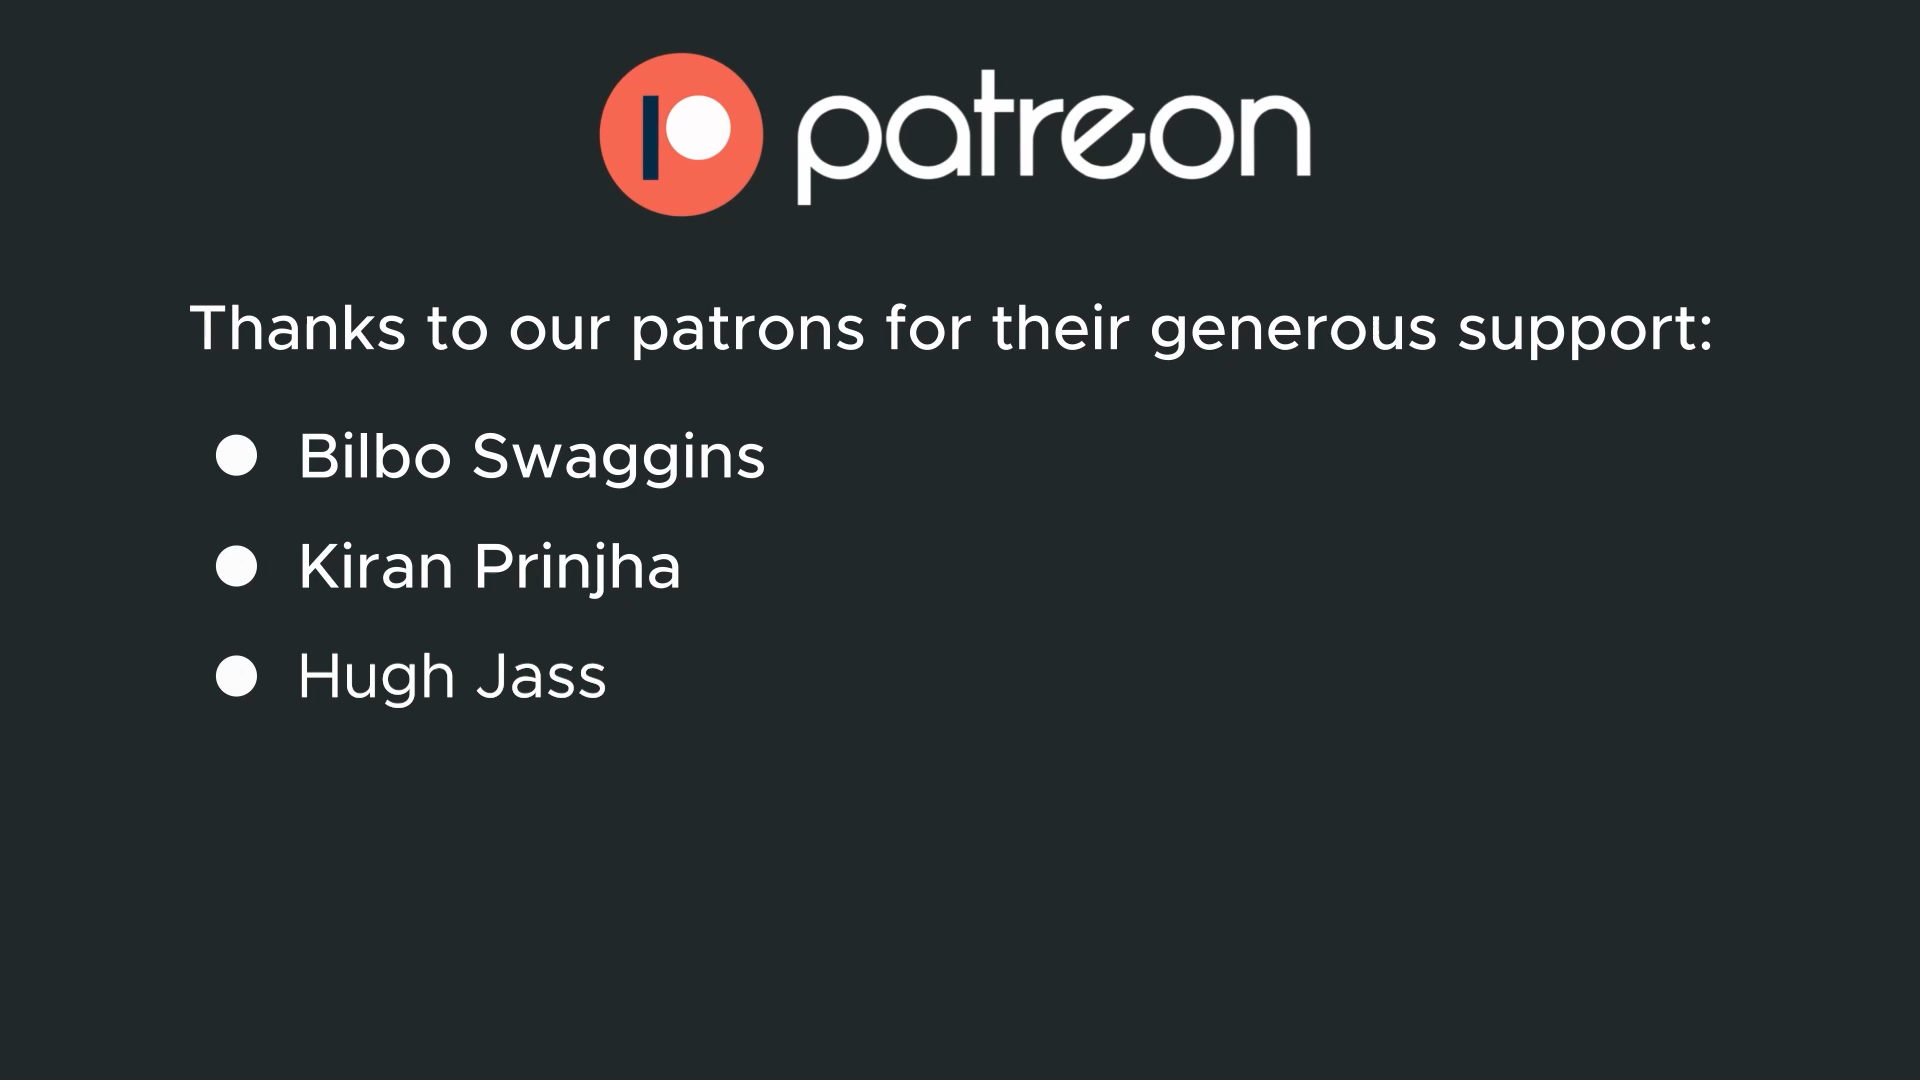 patreon
Thanks to our patrons for their generous support:
Bilbo Swaggins
Kiran Prinjha
Hugh Jass